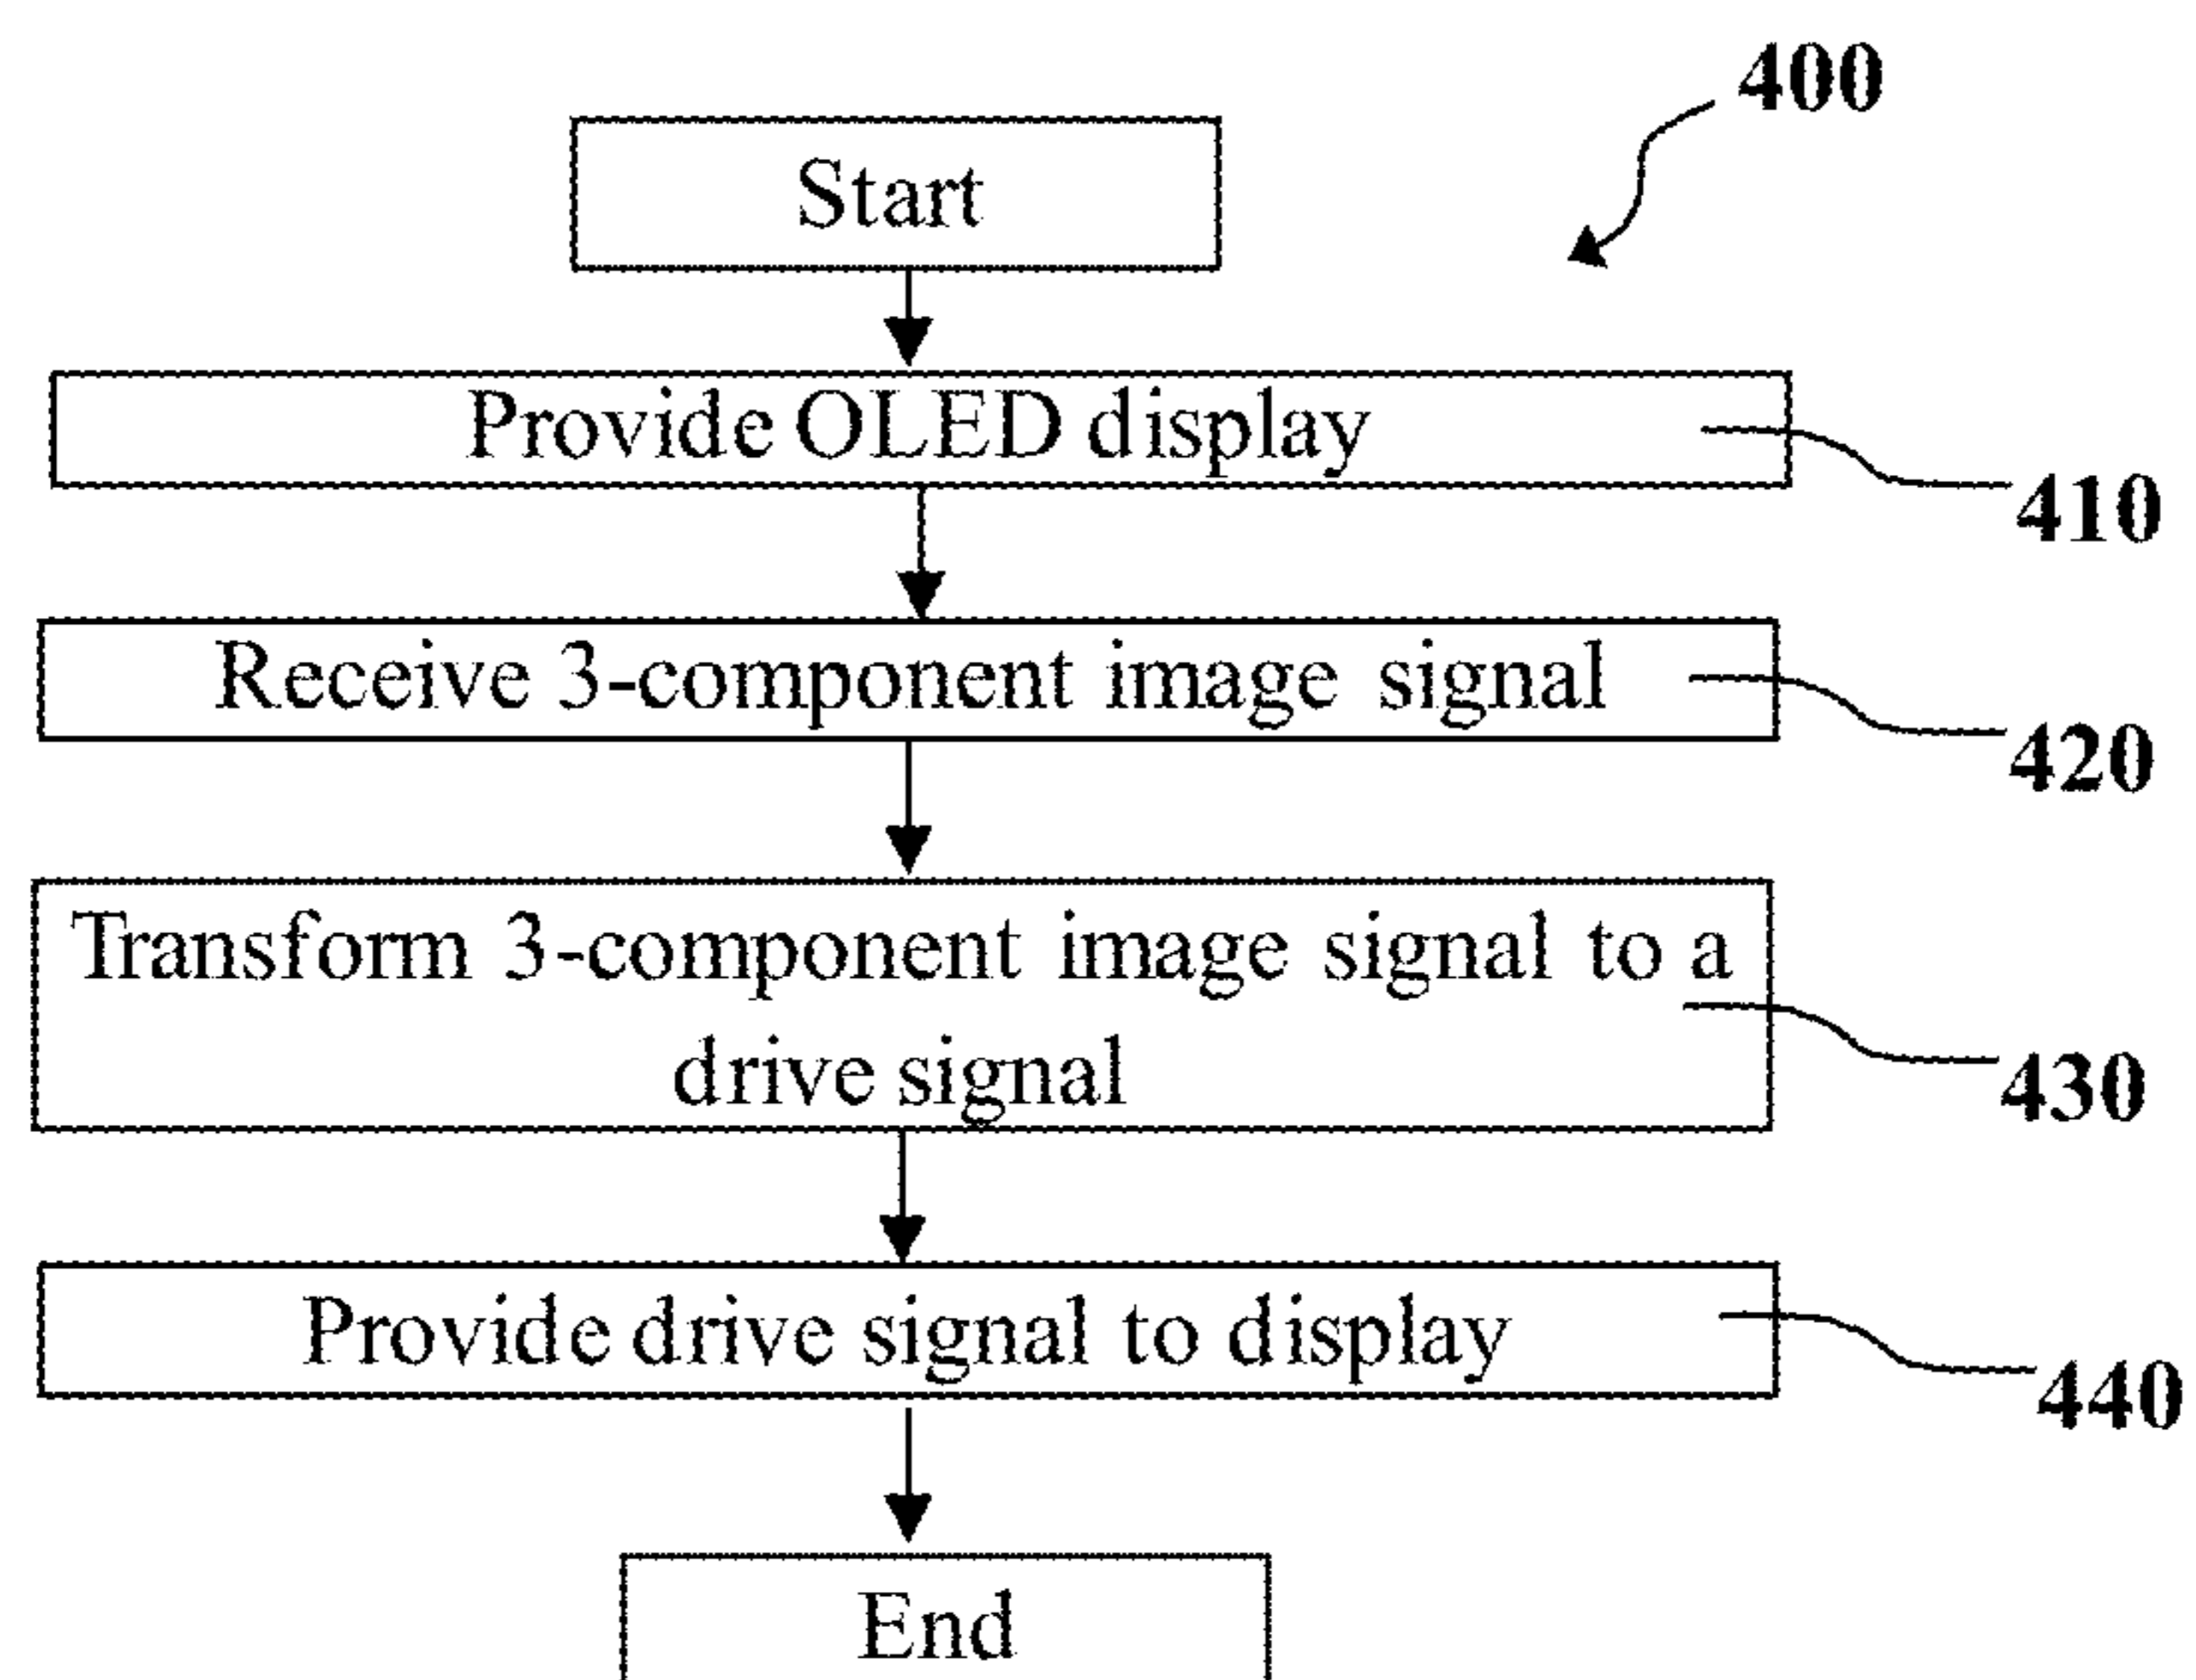 400
Start
Provide OLED display
410
Receive 3-component image signal
420
Transform 3-component image signal to a
drive signal
430
Provide drive signal to display
440
End